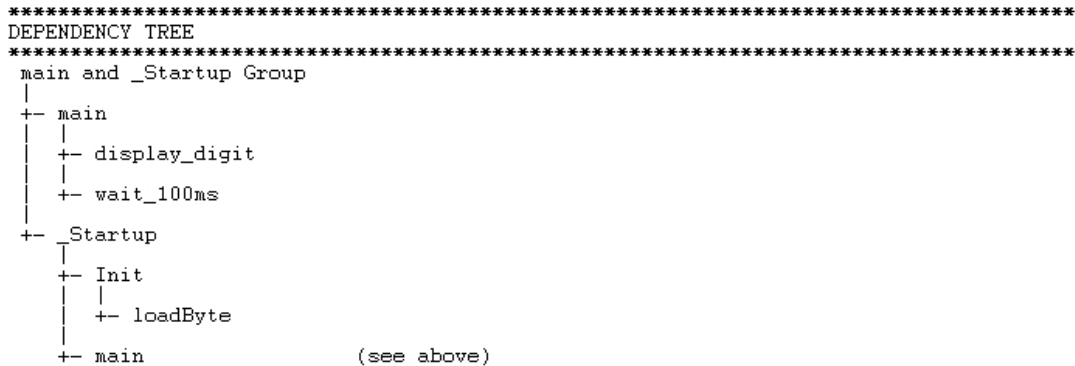 *************************************************************************************
DEPENDENCY TREE
*************************************************************************************
 main and _Startup Group
 |
 +- main
 |  |
 |  +- display_digit
 |  |
 |  +- wait_100ms
 |
 +- _Startup
    |
    +- Init
    |  |
    |  +- loadByte
    |
    +- main                 (see above)